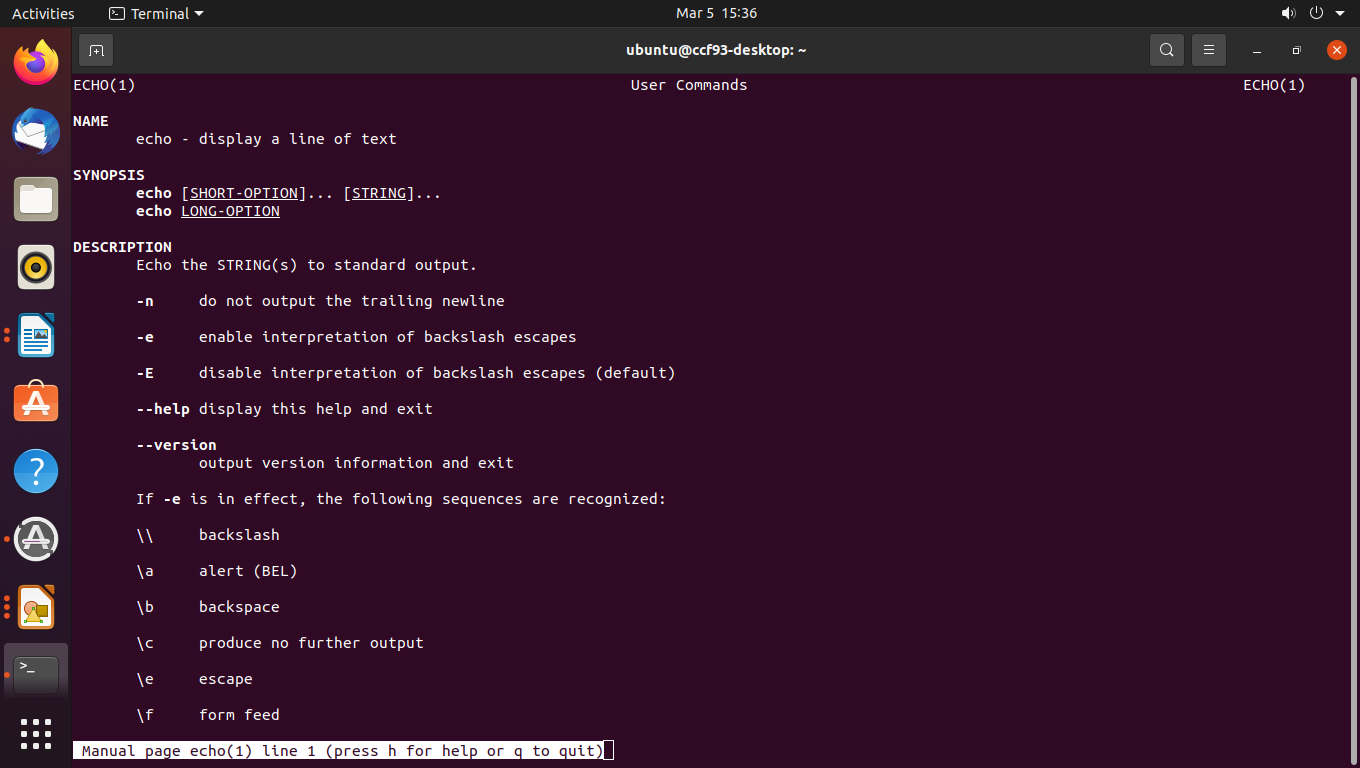 Activities Terminal Mar 5 15:36
ubuntu@ccf93-desktop: ~
ECHO(1) User Commands ECHO(1)
NAME
echo - display a line of text
SYNOPSIS
echo [SHORT-OPTION]... [STRING]...
echo LONG-OPTION
DESCRIPTION
Echo the STRING(s) to standard output.
-n do not output the trailing newline
-e enable interpretation of backslash escapes
-E disable interpretation of backslash escapes (default)
--help display this help and exit
--version
output version information and exit
If -e is in effect, the following sequences are recognized:
\\ backslash
\a alert (BEL)
\b backspace
\c produce no further output
\e escape
\f form feed
Manual page echo(1) line 1 (press h for help or q to quit)